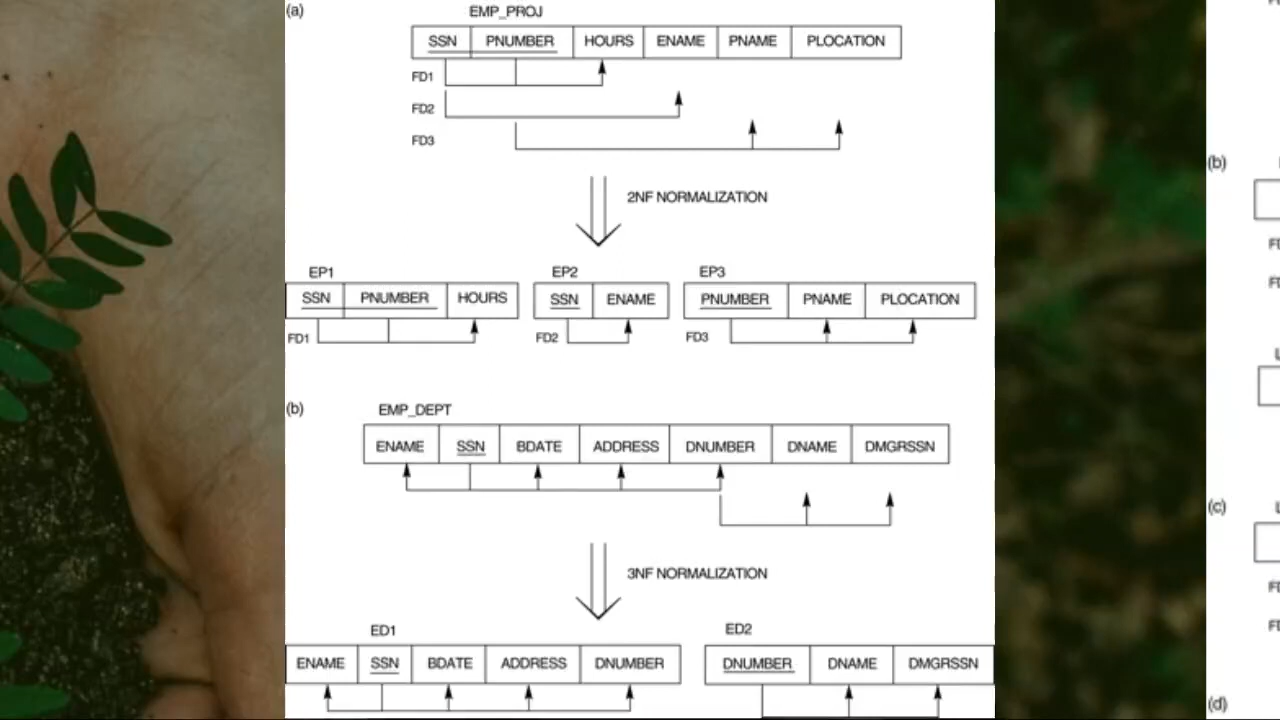 (a)
EMP_PROJ
SSN PNUMBER HOURS ENAME PNAME PLOCATION
FD1
FD2
FD3
2NF NORMALIZATION
EP1 EP2 EP3
SSN PNUMBER HOURS SSN ENAME PNUMBER PNAME PLOCATION
FD1 FD2 FD3
(b)
EMP_DEPT
ENAME SSN BDATE ADDRESS DNUMBER DNAME DMGRSSN
3NF NORMALIZATION
ED1 ED2
ENAME SSN BDATE ADDRESS DNUMBER DNUMBER DNAME DMGRSSN
(b)
(c)
(d)